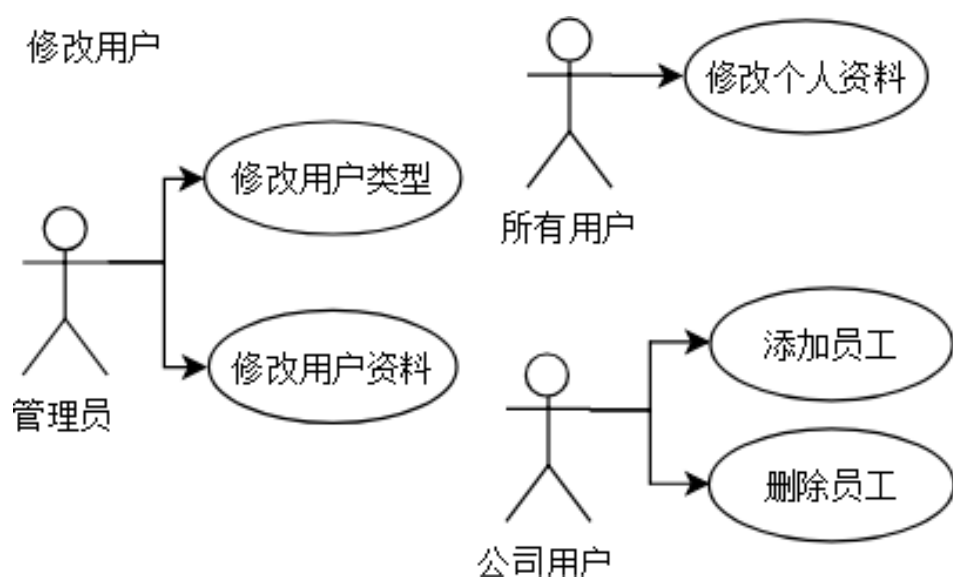 修改用户
修改个人资料
所有用户
修改用户类型
修改用户资料
管理员
添加员工
删除员工
公司用户